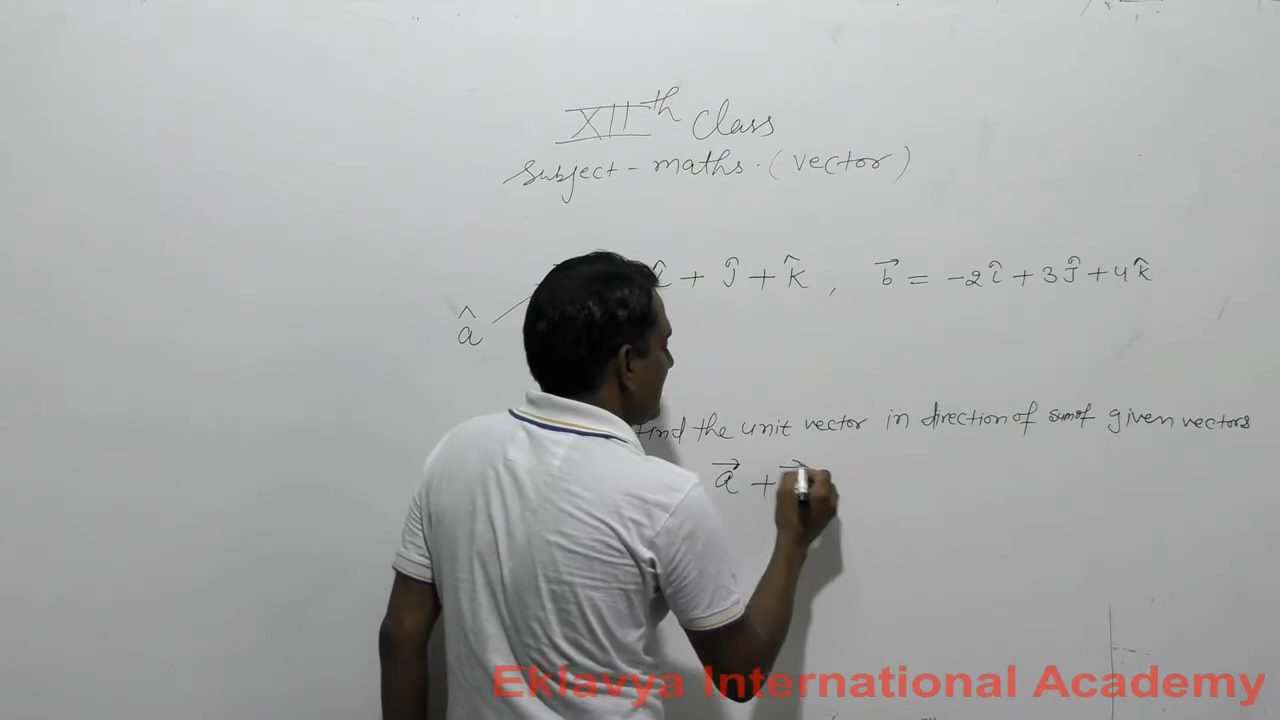 XIIth class
Subject - maths. (vector)
î + ĵ + k̂ , b⃗ = -2î + 3ĵ + 4k̂
â
find the unit vector in direction of sum of given vectors
a⃗ +
Eklavya International Academy